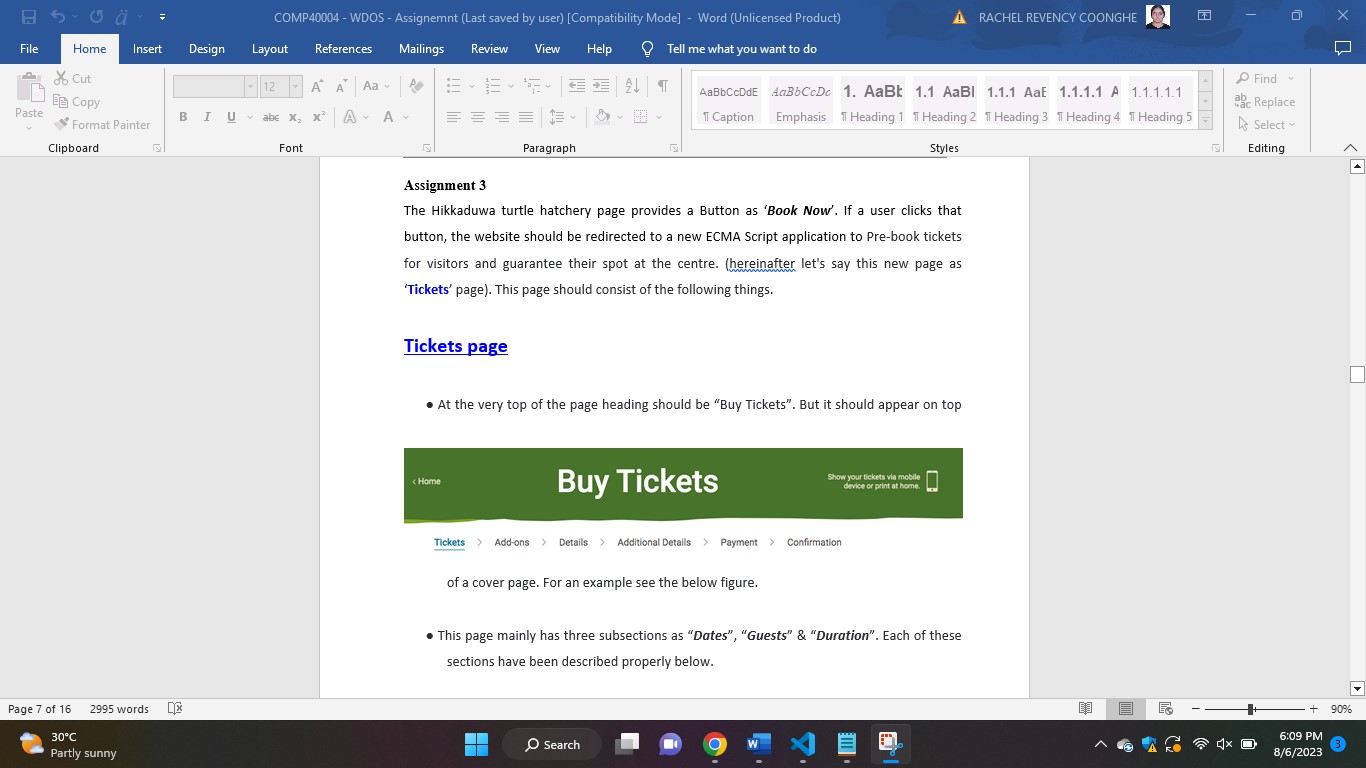 COMP40004 - WDOS - Assignemnt (Last saved by user) [Compatibility Mode] - Word (Unlicensed Product)
RACHEL REVENCY COONGHE
File Home Insert Design Layout References Mailings Review View Help Tell me what you want to do
Paste
Cut
Copy
Format Painter
Clipboard
12
Font
Paragraph
AaBbCcDdE AaBbCcDc 1. AaBb 1.1 AaBl 1.1.1 AaE 1.1.1.1 A 1.1.1.1.1
¶ Caption Emphasis ¶ Heading 1 ¶ Heading 2 ¶ Heading 3 ¶ Heading 4 ¶ Heading 5
Styles
Find
Replace
Select
Editing
Assignment 3
The Hikkaduwa turtle hatchery page provides a Button as ‘Book Now’. If a user clicks that
button, the website should be redirected to a new ECMA Script application to Pre-book tickets
for visitors and guarantee their spot at the centre. (hereinafter let's say this new page as
‘Tickets’ page). This page should consist of the following things.
Tickets page
● At the very top of the page heading should be “Buy Tickets”. But it should appear on top
‹ Home
Buy Tickets
Show your tickets via mobile
device or print at home.
Tickets > Add-ons > Details > Additional Details > Payment > Confirmation
of a cover page. For an example see the below figure.
● This page mainly has three subsections as “Dates”, “Guests” & “Duration”. Each of these
sections have been described properly below.
Page 7 of 16 2995 words
90%
30°C
Partly sunny
Search
6:09 PM
8/6/2023
3